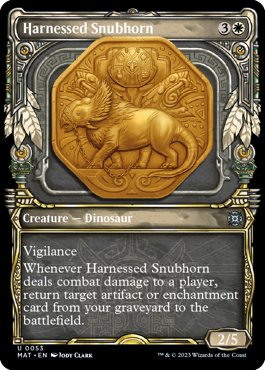 Harnessed Snubhorn 3
Creature — Dinosaur
Vigilance
Whenever Harnessed Snubhorn
deals combat damage to a player,
return target artifact or enchantment
card from your graveyard to the
battlefield.
2/5
U 0053
MAT • EN JODY CLARK
™ & © 2023 Wizards of the Coast